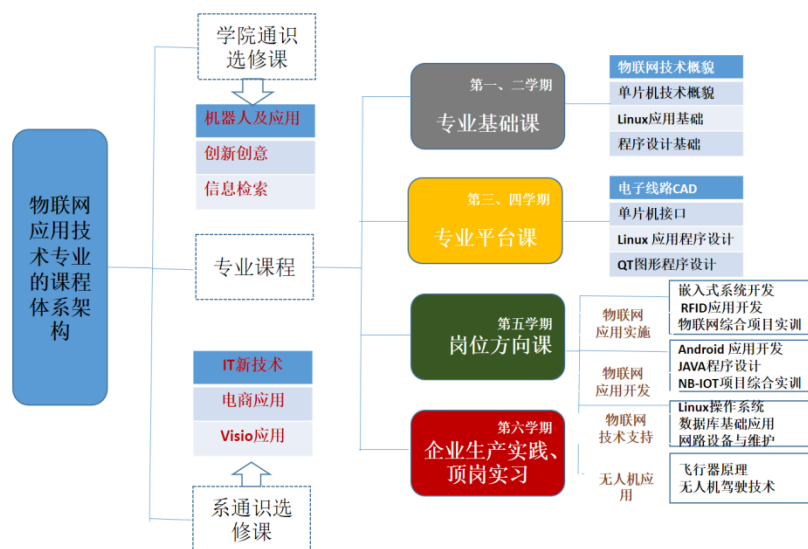 物联网
应用技
术专业
的课程
体系架
构
学院通识
选修课
机器人及应用
创新创意
信息检索
专业课程
IT新技术
电商应用
Visio应用
系通识选
修课
第一、二学期
专业基础课
物联网技术概貌
单片机技术概貌
Linux应用基础
程序设计基础
第三、四学期
专业平台课
电子线路CAD
单片机接口
Linux 应用程序设计
QT图形程序设计
第五学期
岗位方向课
物联网
应用实施
嵌入式系统开发
RFID应用开发
物联网综合项目实训
物联网
应用开发
Android 应用开发
JAVA程序设计
NB-IOT项目综合实训
第六学期
企业生产实践、
顶岗实习
物联网
技术支持
Linux操作系统
数据库基础应用
网路设备与维护
无人机应
用
飞行器原理
无人机驾驶技术